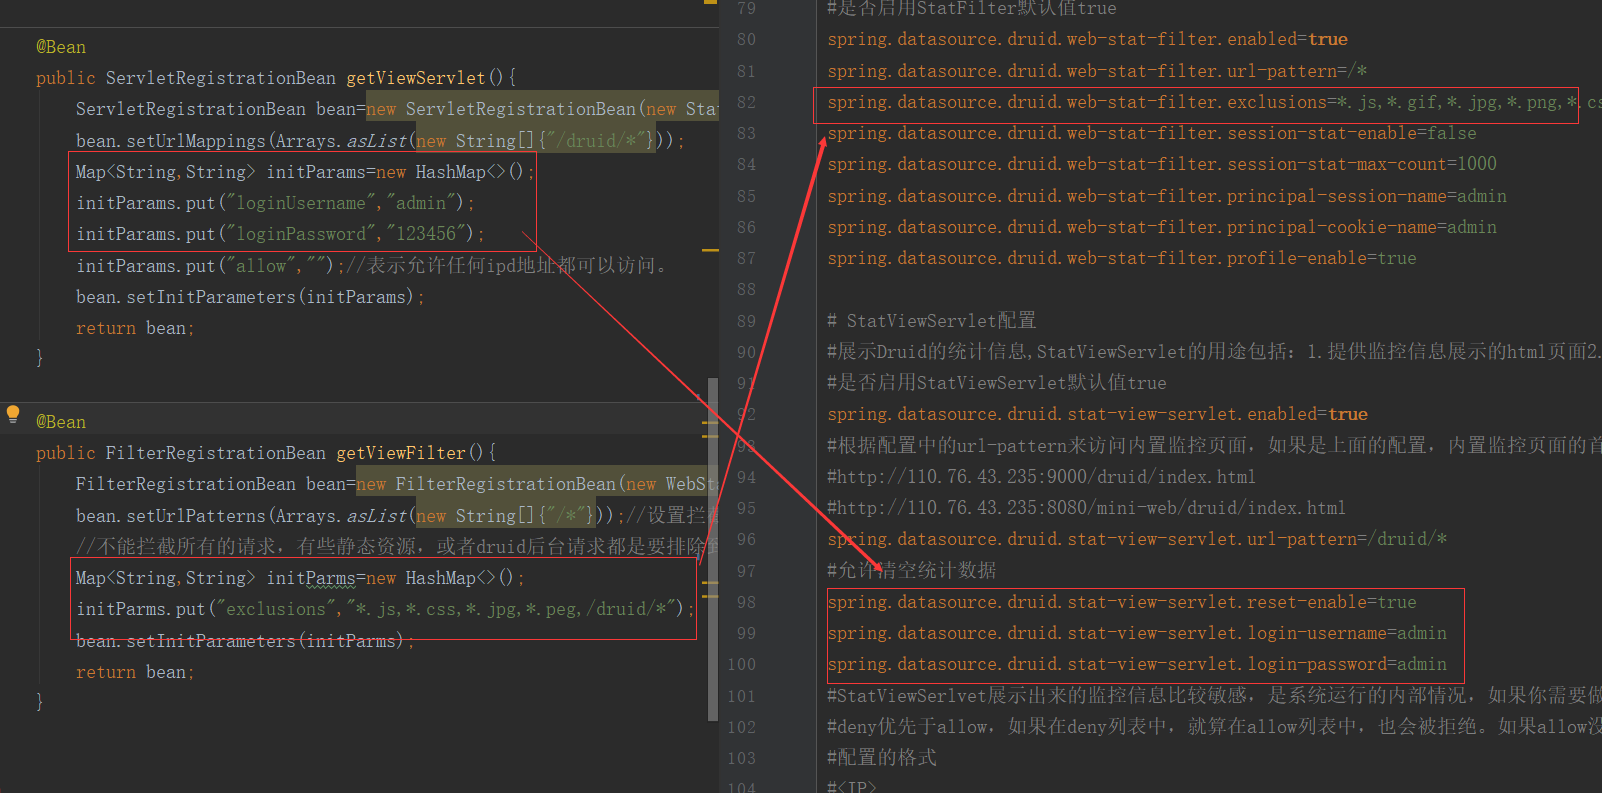 @Bean
public ServletRegistrationBean getViewServlet(){
ServletRegistrationBean bean=new ServletRegistrationBean(new Sta
bean.setUrlMappings(Arrays.asList(new String[]{"/druid/*"}));
Map<String,String> initParams=new HashMap<>();
initParams.put("loginUsername","admin");
initParams.put("loginPassword","123456");
initParams.put("allow","");//表示允许任何ipd地址都可以访问。
bean.setInitParameters(initParams);
return bean;
}
@Bean
public FilterRegistrationBean getViewFilter(){
FilterRegistrationBean bean=new FilterRegistrationBean(new WebSta
bean.setUrlPatterns(Arrays.asList(new String[]{"/*"}));//设置拦截
//不能拦截所有的请求，有些静态资源，或者druid后台请求都是要排除到
Map<String,String> initParms=new HashMap<>();
initParms.put("exclusions","*.js,*.css,*.jpg,*.peg,/druid/*");
bean.setInitParameters(initParms);
return bean;
}
79 #是否启用StatFilter默认值true
80 spring.datasource.druid.web-stat-filter.enabled=true
81 spring.datasource.druid.web-stat-filter.url-pattern=/*
82 spring.datasource.druid.web-stat-filter.exclusions=*.js,*.gif,*.jpg,*.png,*.cs
83 spring.datasource.druid.web-stat-filter.session-stat-enable=false
84 spring.datasource.druid.web-stat-filter.session-stat-max-count=1000
85 spring.datasource.druid.web-stat-filter.principal-session-name=admin
86 spring.datasource.druid.web-stat-filter.principal-cookie-name=admin
87 spring.datasource.druid.web-stat-filter.profile-enable=true
88
89 # StatViewServlet配置
90 #展示Druid的统计信息,StatViewServlet的用途包括：1.提供监控信息展示的html页面2.
91 #是否启用StatViewServlet默认值true
92 spring.datasource.druid.stat-view-servlet.enabled=true
93 #根据配置中的url-pattern来访问内置监控页面，如果是上面的配置，内置监控页面的首
94 #http://110.76.43.235:9000/druid/index.html
95 #http://110.76.43.235:8080/mini-web/druid/index.html
96 spring.datasource.druid.stat-view-servlet.url-pattern=/druid/*
97 #允许清空统计数据
98 spring.datasource.druid.stat-view-servlet.reset-enable=true
99 spring.datasource.druid.stat-view-servlet.login-username=admin
100 spring.datasource.druid.stat-view-servlet.login-password=admin
101 #StatViewSerlvet展示出来的监控信息比较敏感，是系统运行的内部情况，如果你需要做
102 #deny优先于allow，如果在deny列表中，就算在allow列表中，也会被拒绝。如果allow没
103 #配置的格式
104 #<IP>